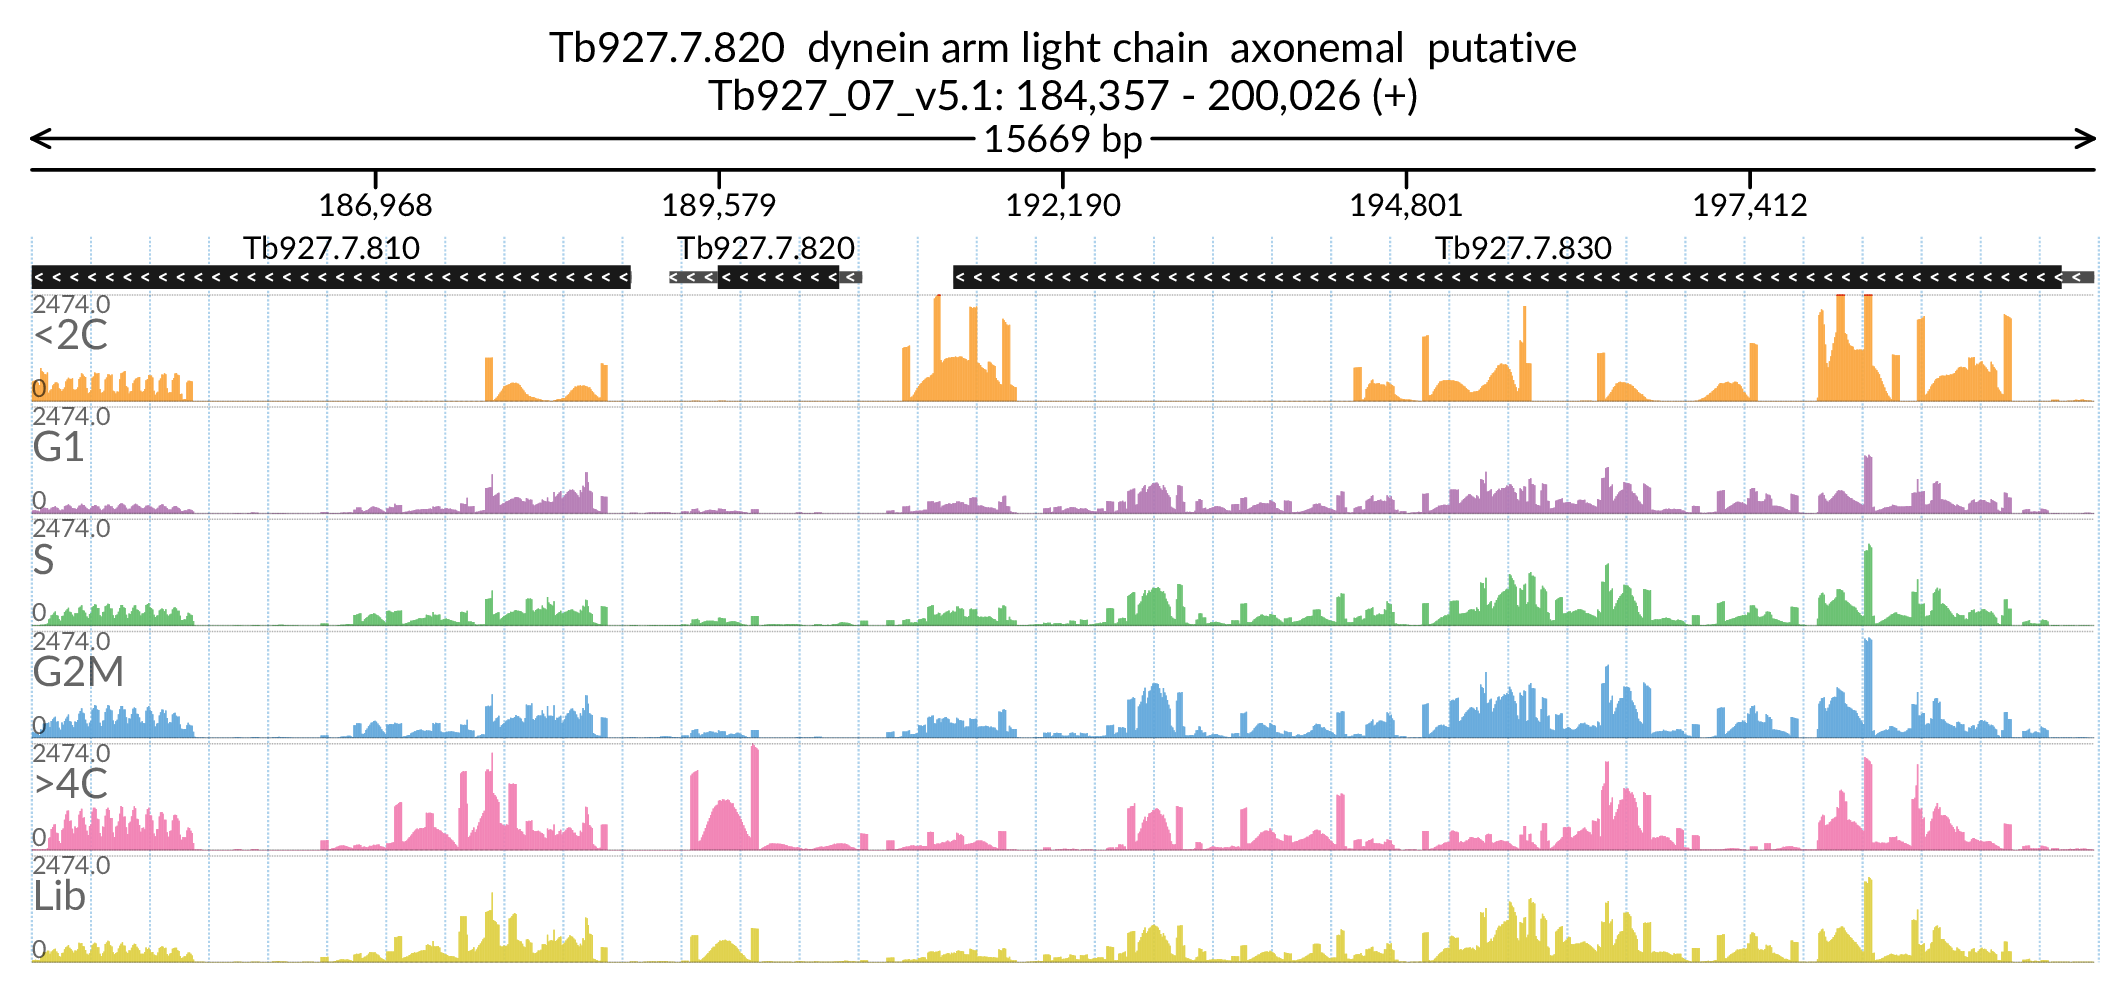 Tb927.7.820  dynein arm light chain  axonemal  putative
Tb927_07_v5.1: 184,357 - 200,026 (+)
15669 bp
186,968 189,579 192,190 194,801 197,412
Tb927.7.810 Tb927.7.820 Tb927.7.830
2474.0
<2C
0
2474.0
G1
0
2474.0
S
0
2474.0
G2M
0
2474.0
>4C
0
2474.0
Lib
0